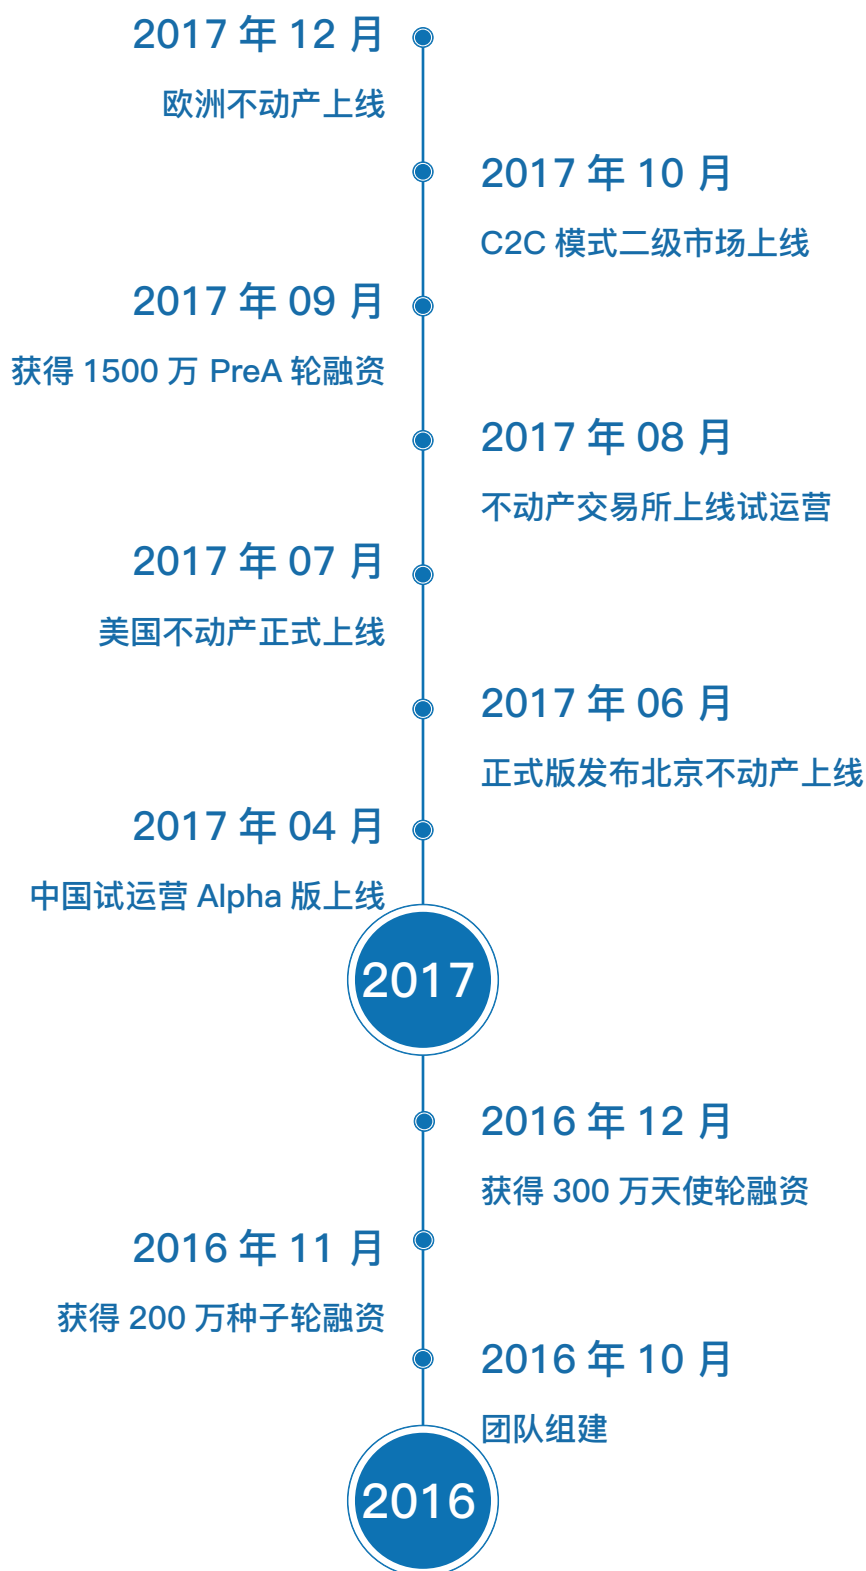 2017 年 12 月
欧洲不动产上线
2017 年 10 月
C2C 模式二级市场上线
2017 年 09 月
获得 1500 万 PreA 轮融资
2017 年 08 月
不动产交易所上线试运营
2017 年 07 月
美国不动产正式上线
2017 年 06 月
正式版发布北京不动产上线
2017 年 04 月
中国试运营 Alpha 版上线
2017
2016 年 12 月
获得 300 万天使轮融资
2016 年 11 月
获得 200 万种子轮融资
2016 年 10 月
团队组建
2016